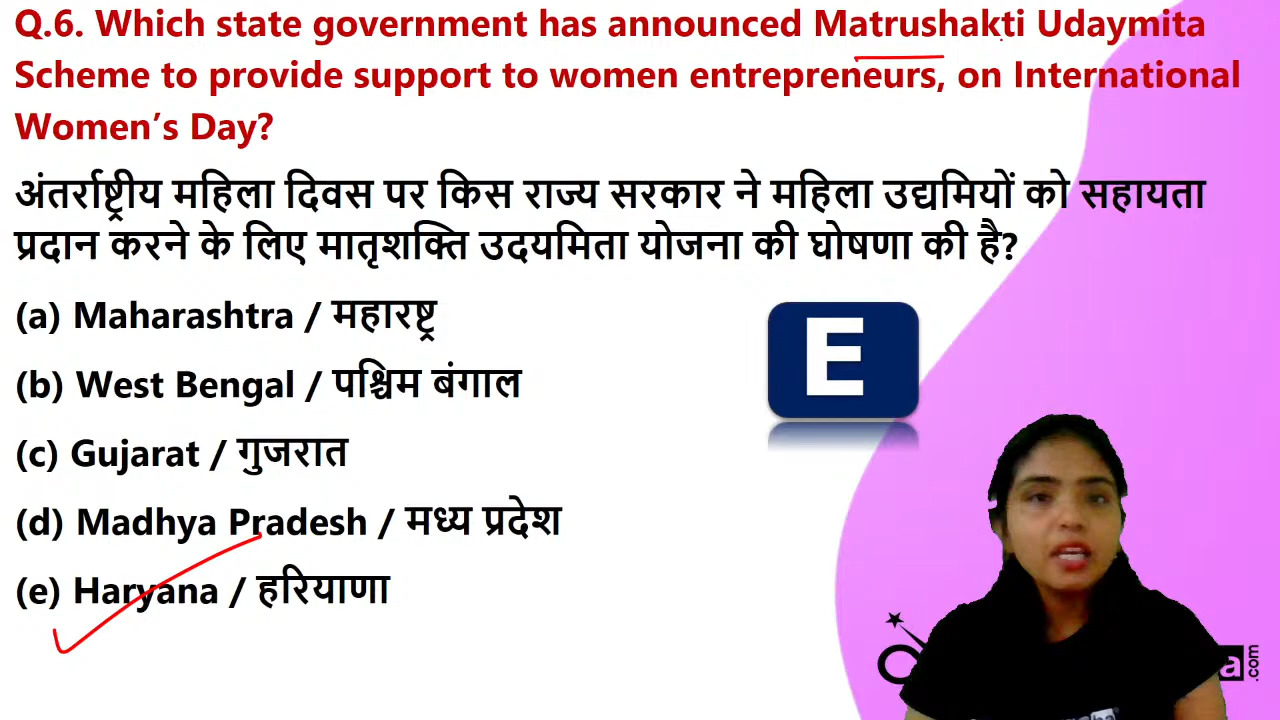 Q.6. Which state government has announced Matrushakti Udaymita
Scheme to provide support to women entrepreneurs, on International
Women’s Day?
अंतर्राष्ट्रीय महिला दिवस पर किस राज्य सरकार ने महिला उद्यमियों को सहायता
प्रदान करने के लिए मातृशक्ति उदयमिता योजना की घोषणा की है?
(a) Maharashtra / महाराष्ट्र
(b) West Bengal / पश्चिम बंगाल
(c) Gujarat / गुजरात
(d) Madhya Pradesh / मध्य प्रदेश
(e) Haryana / हरियाणा
E
.com